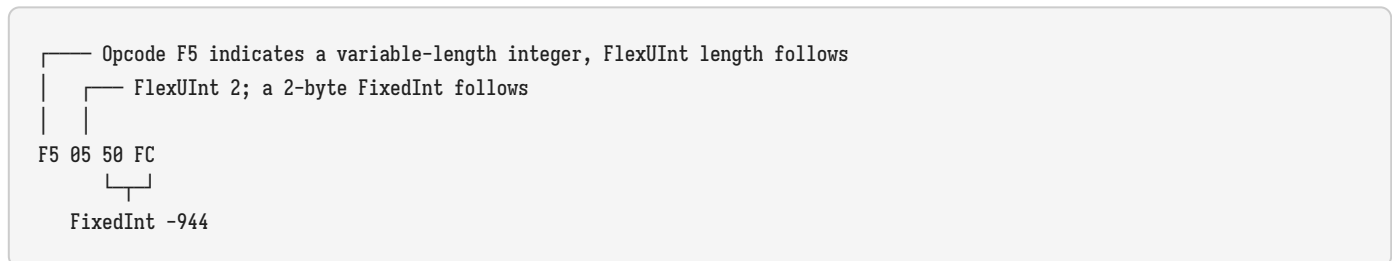 Opcode F5 indicates a variable-length integer, FlexUInt length follows
FlexUInt 2; a 2-byte FixedInt follows
F5 05 50 FC
FixedInt -944